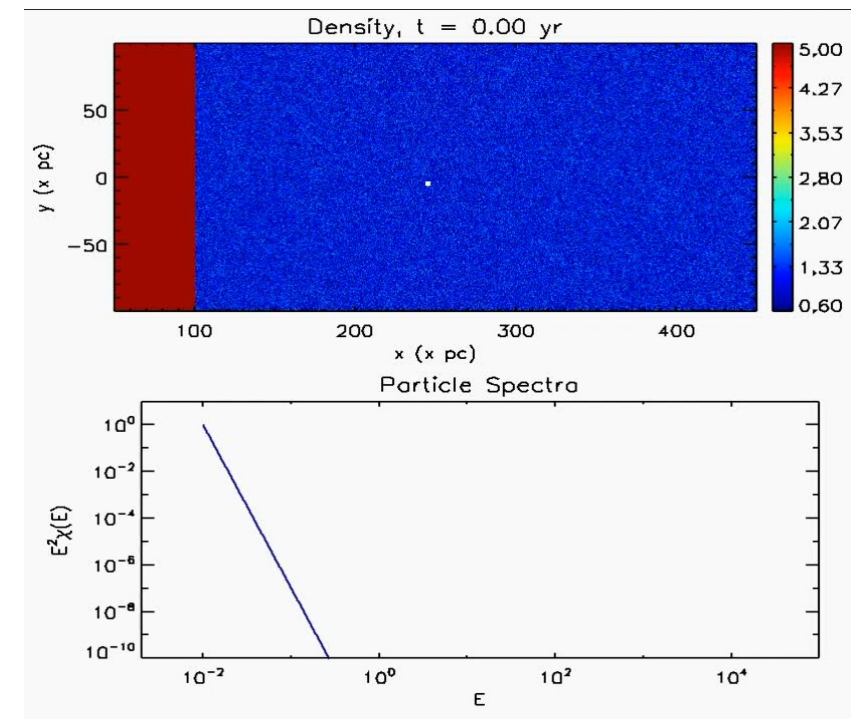 Density, t = 0.00 yr
5,00
4.27
3,53
2,80
2.07
1.33
0,60
50
0
-50
y (x pc)
100 200 300 400
x (x pc)
Particle Spectra
10^0
10^-2
10^-4
10^-6
10^-8
10^-10
E^2χ(E)
10^-2 10^0 10^2 10^4
E